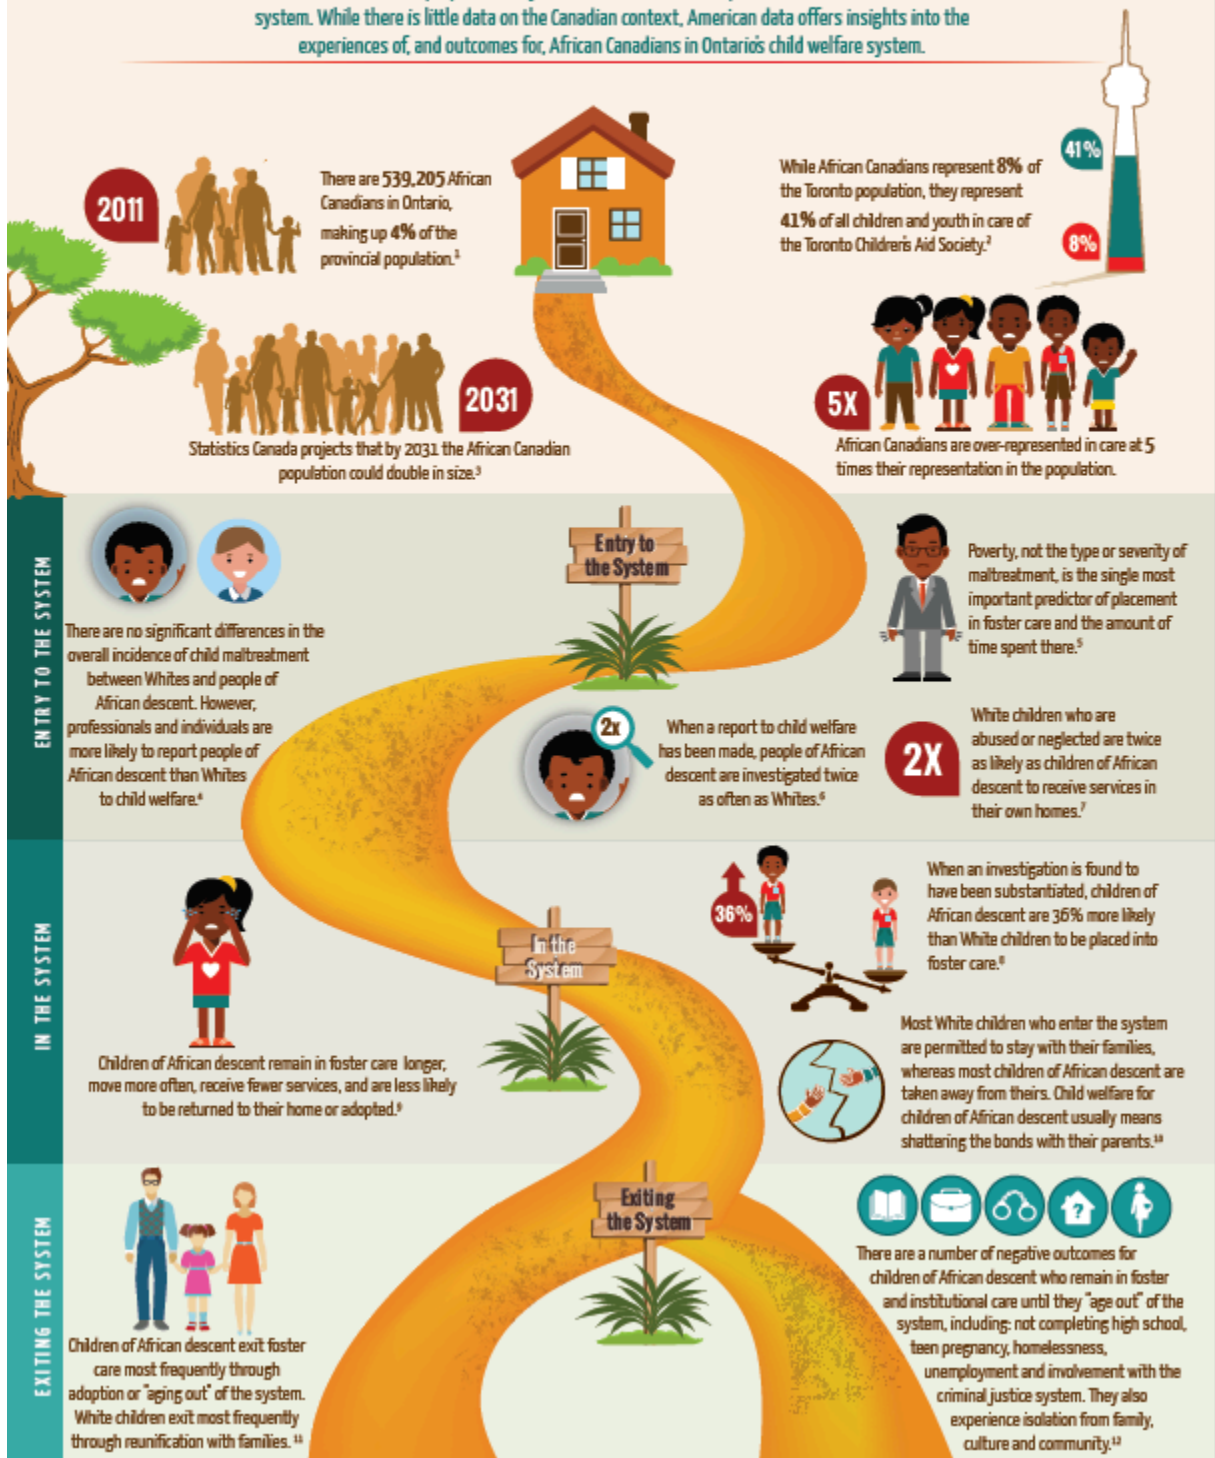 system. While there is little data on the Canadian context, American data offers insights into the
experiences of, and outcomes for, African Canadians in Ontario's child welfare system.
2011
There are 539,205 African
Canadians in Ontario,
making up 4% of the
provincial population.¹
While African Canadians represent 8% of
the Toronto population, they represent
41% of all children and youth in care of
the Toronto Children's Aid Society.²
41%
8%
2031
Statistics Canada projects that by 2031 the African Canadian
population could double in size.³
5X
African Canadians are over-represented in care at 5
times their representation in the population.
ENTRY TO THE SYSTEM
Entry to
the System
There are no significant differences in the
overall incidence of child maltreatment
between Whites and people of
African descent. However,
professionals and individuals are
more likely to report people of
African descent than Whites
to child welfare.⁴
Poverty, not the type or severity of
maltreatment, is the single most
important predictor of placement
in foster care and the amount of
time spent there.⁵
2x
When a report to child welfare
has been made, people of African
descent are investigated twice
as often as Whites.⁶
2X
White children who are
abused or neglected are twice
as likely as children of African
descent to receive services in
their own homes.⁷
IN THE SYSTEM
In the
System
Children of African descent remain in foster care longer,
move more often, receive fewer services, and are less likely
to be returned to their home or adopted.⁹
36%
When an investigation is found to
have been substantiated, children of
African descent are 36% more likely
than White children to be placed into
foster care.⁸
Most White children who enter the system
are permitted to stay with their families,
whereas most children of African descent are
taken away from theirs. Child welfare for
children of African descent usually means
shattering the bonds with their parents.¹⁰
EXITING THE SYSTEM
Exiting
the System
Children of African descent exit foster
care most frequently through
adoption or "aging out" of the system.
White children exit most frequently
through reunification with families.¹¹
?
There are a number of negative outcomes for
children of African descent who remain in foster
and institutional care until they "age out" of the
system, including: not completing high school,
teen pregnancy, homelessness,
unemployment and involvement with the
criminal justice system. They also
experience isolation from family,
culture and community.¹²